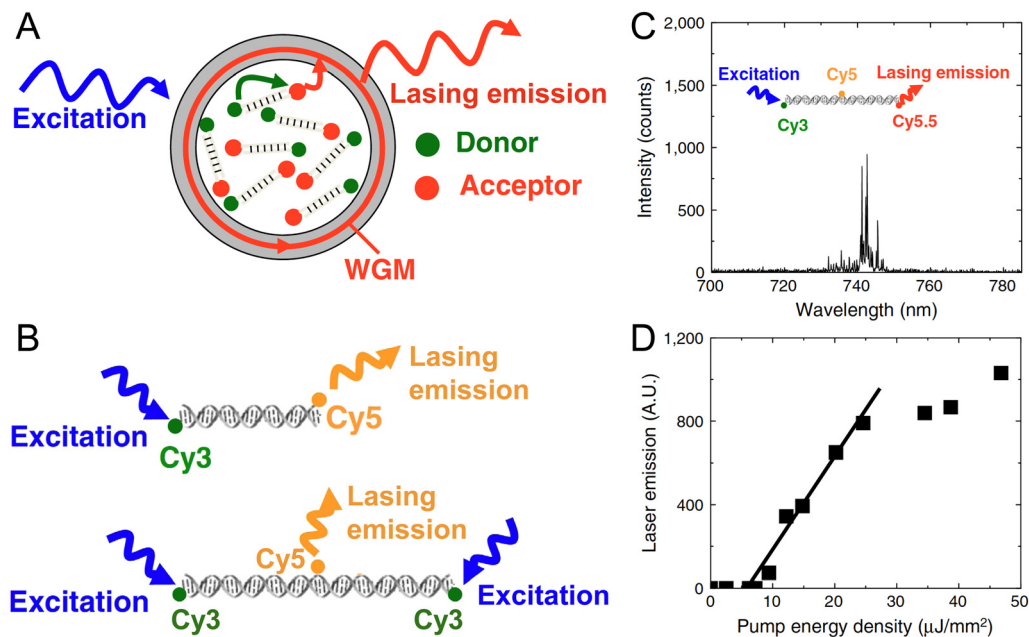 A
Excitation
Lasing emission
Donor
Acceptor
WGM
B
Excitation
Cy3
Lasing
emission
Cy5
Lasing
emission
Excitation
Cy5
Cy3
Cy3
Excitation
C
Intensity (counts)
2,000
1,500
1,000
500
0
Excitation
Cy5
Lasing emission
Cy3
Cy5.5
700 720 740 760 780
Wavelength (nm)
D
Laser emission (A.U.)
1,200
800
400
0
0 10 20 30 40 50
Pump energy density (μJ/mm²)